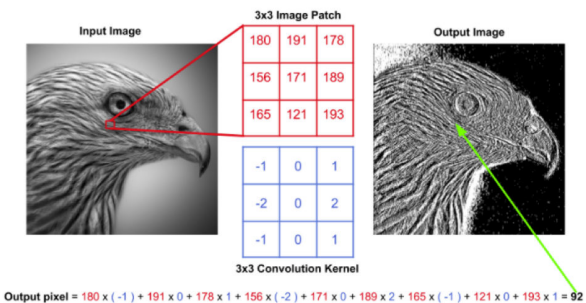 3x3 Image Patch
Input Image
Output Image
180 191 178
156 171 189
165 121 193
-1 0 1
-2 0 2
-1 0 1
3x3 Convolution Kernel
Output pixel = 180 x ( -1 ) + 191 x 0 + 178 x 1 + 156 x ( -2 ) + 171 x 0 + 189 x 2 + 165 x ( -1 ) + 121 x 0 + 193 x 1 = 92